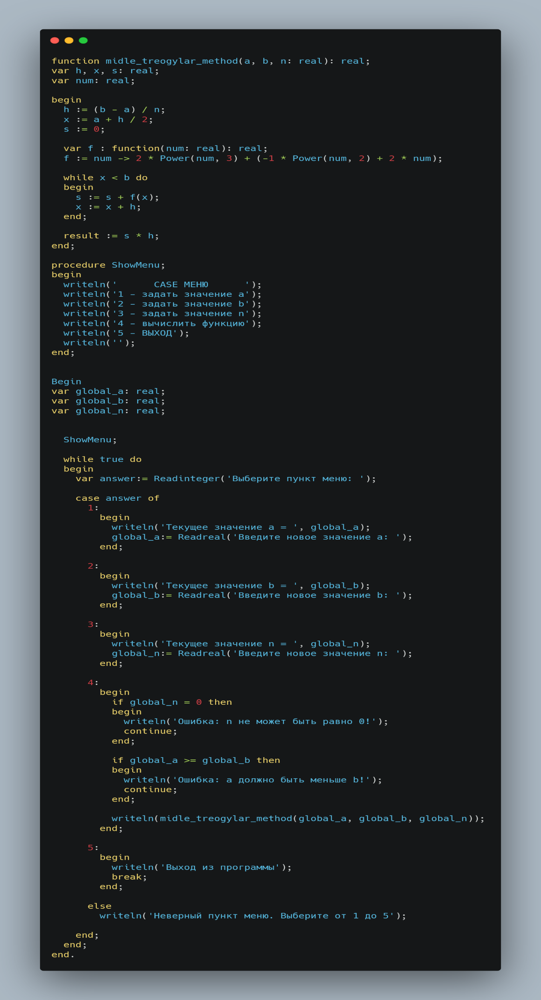 function midle_treogylar_method(a, b, n: real): real;
var h, x, s: real;
var num: real;

begin
  h := (b - a) / n;
  x := a + h / 2;
  s := 0;

  var f : function(num: real): real;
  f := num -> 2 * Power(num, 3) + (-1 * Power(num, 2) + 2 * num);

  while x < b do
  begin
    s := s + f(x);
    x := x + h;
  end;

  result := s * h;
end;

procedure ShowMenu;
begin
  writeln('      CASE МЕНЮ      ');
  writeln('1 - задать значение a');
  writeln('2 - задать значение b');
  writeln('3 - задать значение n');
  writeln('4 - вычислить функцию');
  writeln('5 - ВЫХОД');
  writeln('');
end;


Begin
var global_a: real;
var global_b: real;
var global_n: real;


  ShowMenu;

  while true do
  begin
    var answer:= Readinteger('Выберите пункт меню: ');

    case answer of
      1:
        begin
          writeln('Текущее значение a = ', global_a);
          global_a:= Readreal('Введите новое значение a: ');
        end;

      2:
        begin
          writeln('Текущее значение b = ', global_b);
          global_b:= Readreal('Введите новое значение b: ');
        end;

      3:
        begin
          writeln('Текущее значение n = ', global_n);
          global_n:= Readreal('Введите новое значение n: ');
        end;

      4:
        begin
          if global_n = 0 then
          begin
            writeln('Ошибка: n не может быть равно 0!');
            continue;
          end;

          if global_a >= global_b then
          begin
            writeln('Ошибка: a должно быть меньше b!');
            continue;
          end;

          writeln(midle_treogylar_method(global_a, global_b, global_n));
        end;

      5:
        begin
          writeln('Выход из программы');
          break;
        end;

      else
        writeln('Неверный пункт меню. Выберите от 1 до 5');

    end;
  end;
end.